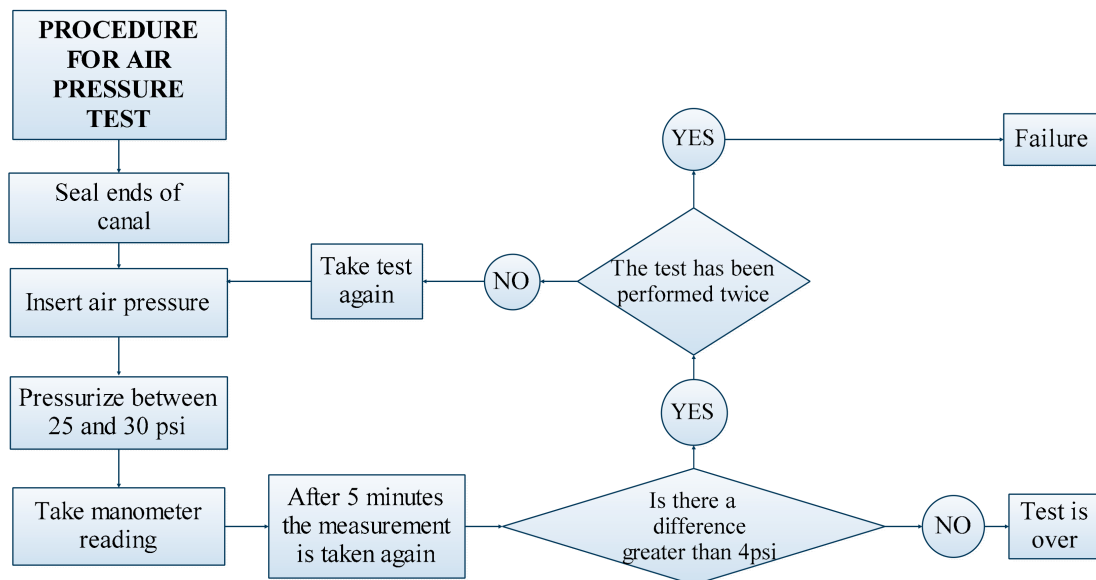 PROCEDURE
FOR AIR
PRESSURE
TEST
Seal ends of
canal
Insert air pressure
Pressurize between
25 and 30 psi
Take manometer
reading
After 5 minutes
the measurement
is taken again
Is there a
difference
greater than 4psi
NO
Test is
over
YES
The test has been
performed twice
NO
Take test
again
YES
Failure